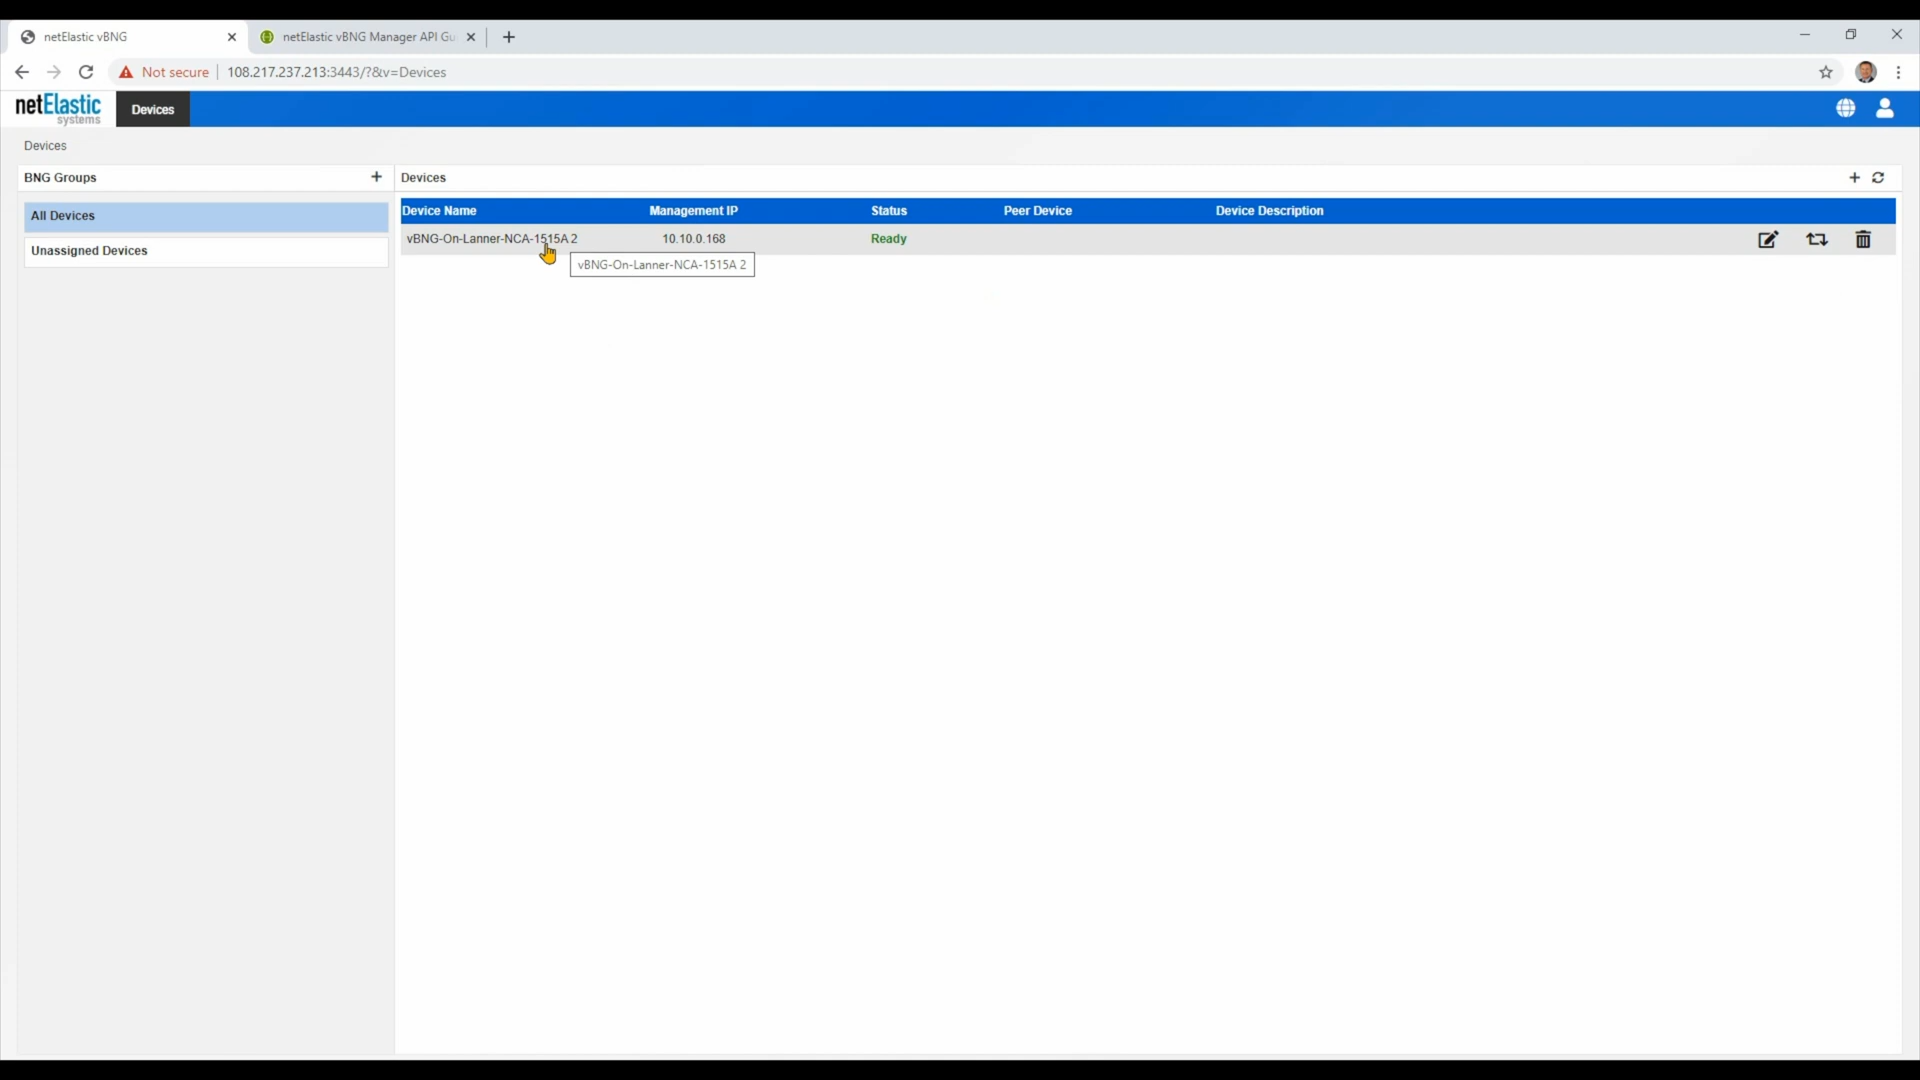 netElastic vBNG
netElastic vBNG Manager API Gu
Not secure
108.217.237.213:3443/?&v=Devices
netElastic
systems
Devices
Devices
BNG Groups
Devices
All Devices
Unassigned Devices
Device Name Management IP Status Peer Device Device Description
vBNG-On-Lanner-NCA-1515A 2 10.10.0.168 Ready
vBNG-On-Lanner-NCA-1515A 2